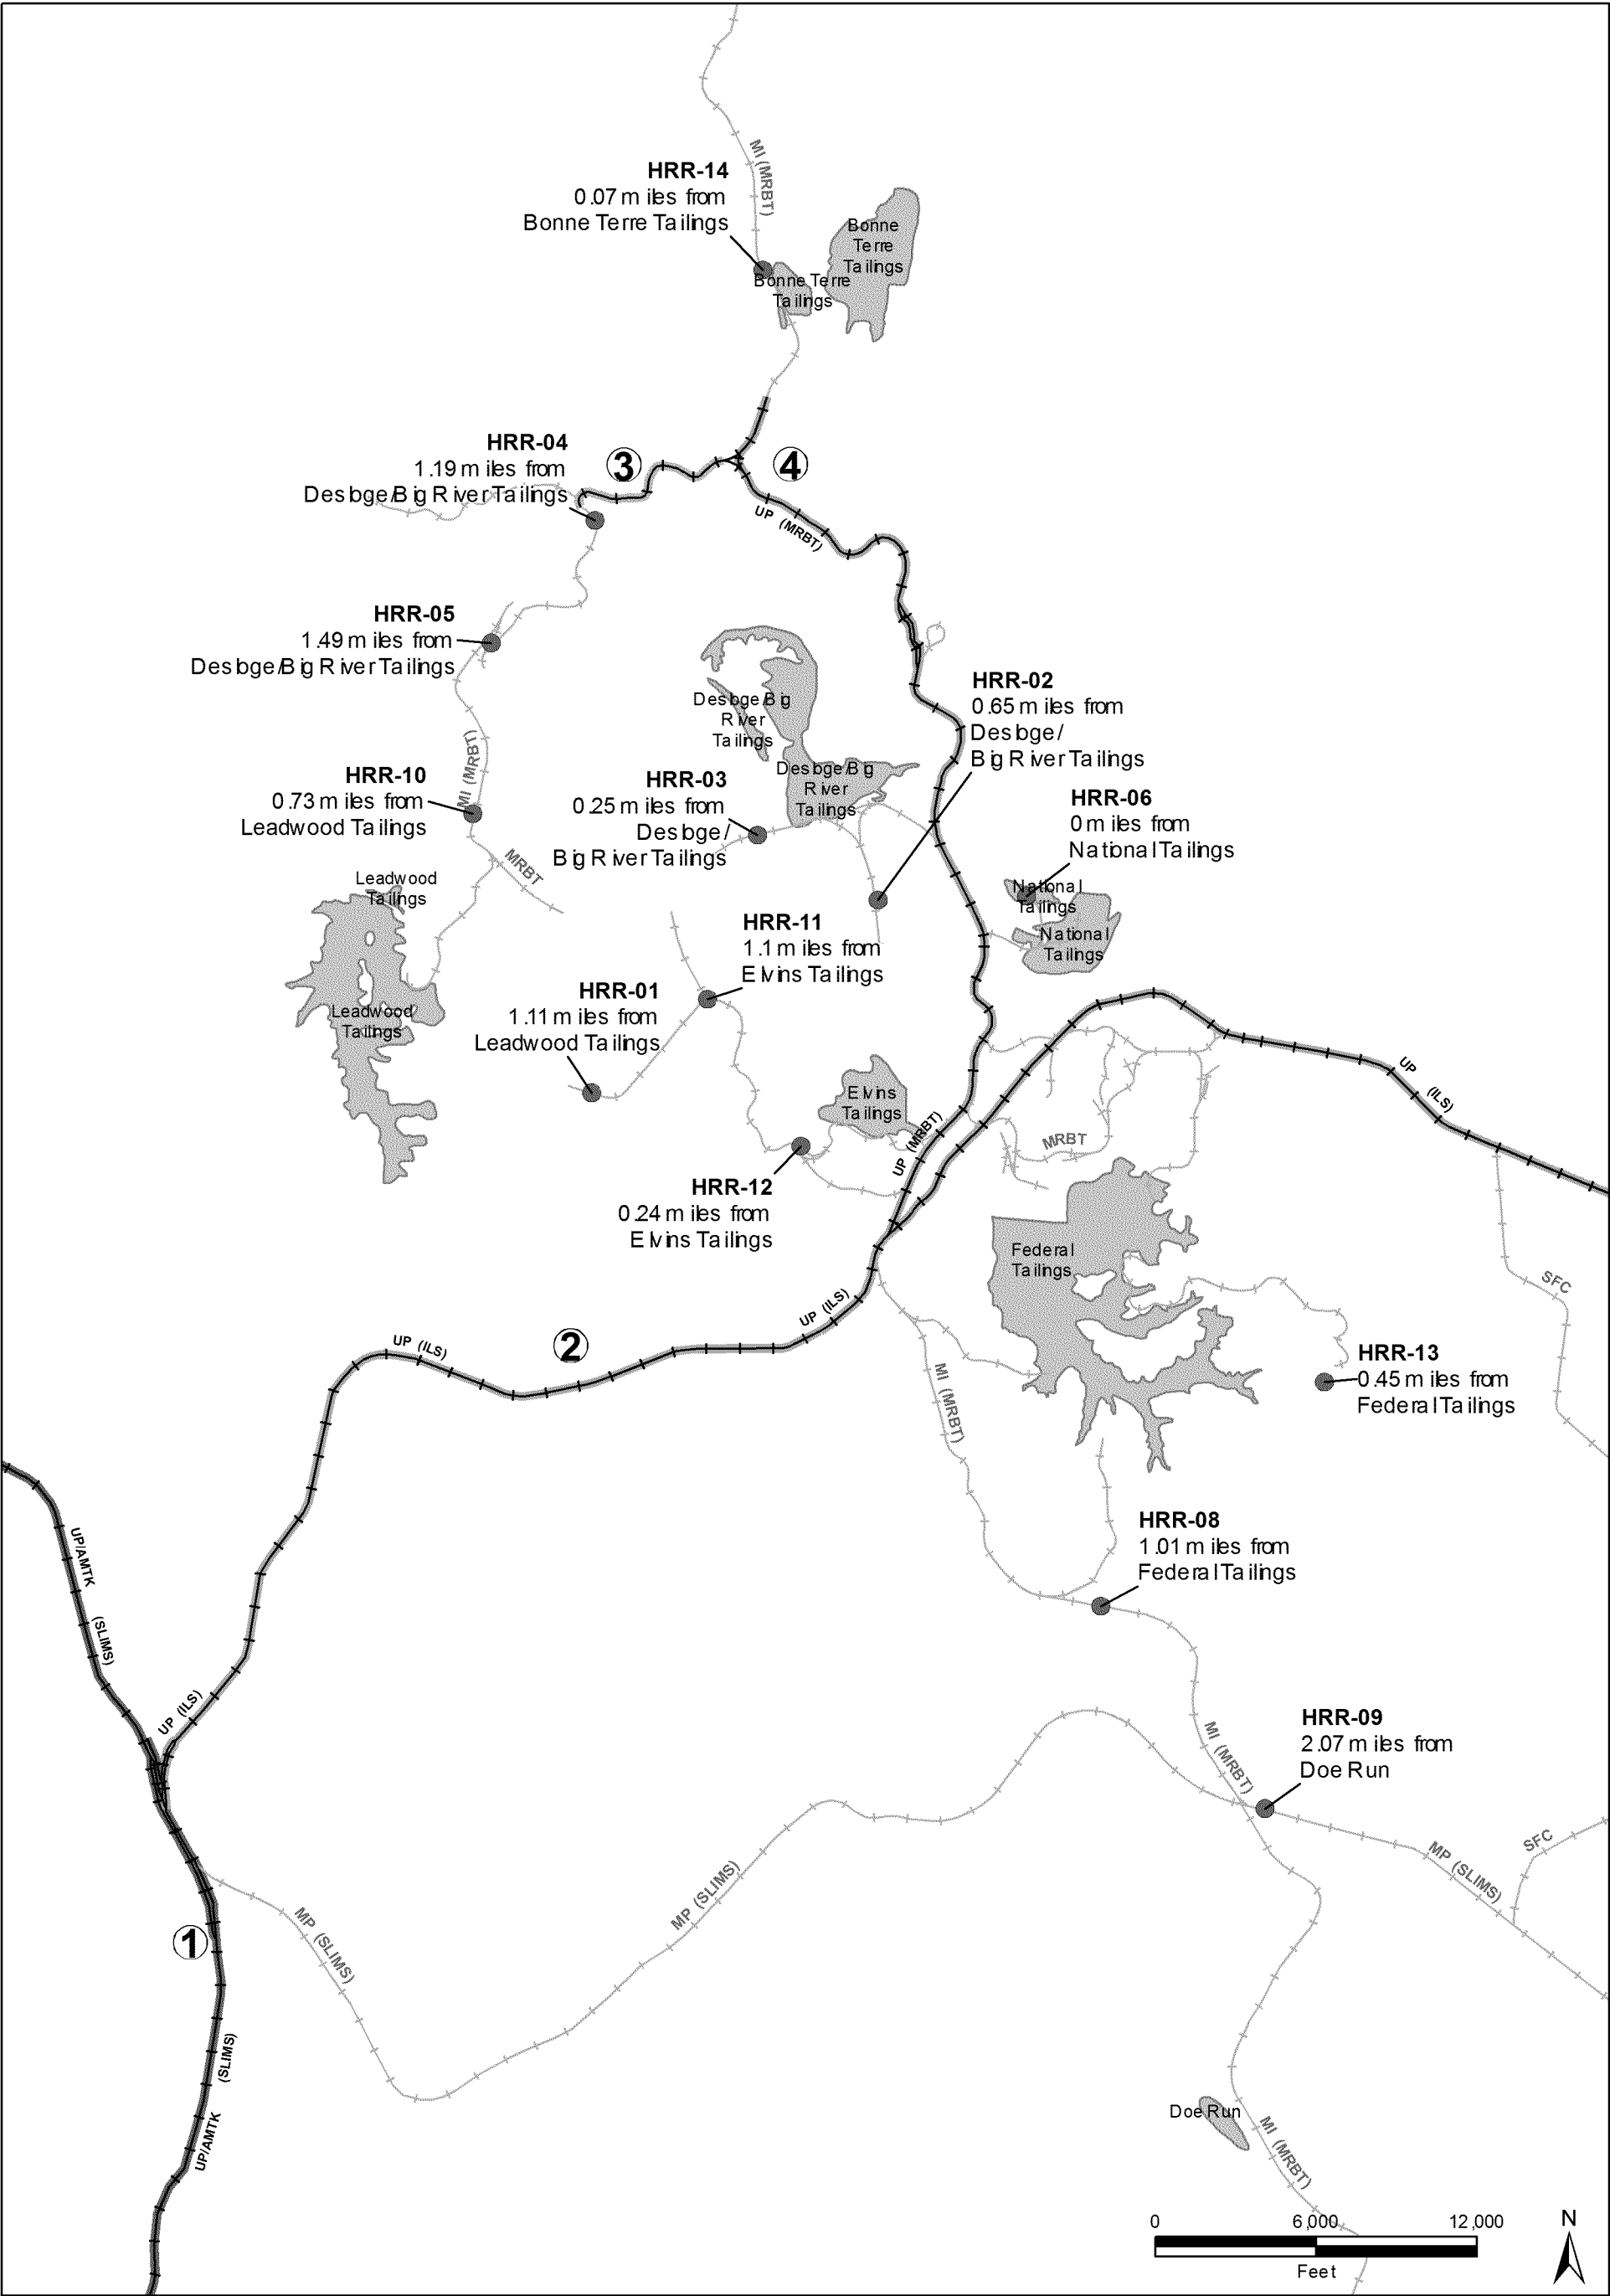 MI (MRBT)
HRR-14
0.07 miles from
Bonne Terre Tailings
Bonne
Terre
Tailings
Bonne Terre
Tailings
HRR-04
1.19 miles from
Desloge/Big River Tailings
3
4
UP (MRBT)
HRR-05
1.49 miles from
Desloge/Big River Tailings
Desloge/Big
River
Tailings
HRR-02
0.65 miles from
Desloge/
Big River Tailings
MI (MRBT)
HRR-10
0.73 miles from
Leadwood Tailings
HRR-03
0.25 miles from
Desloge/
Big River Tailings
Desloge/Big
River
Tailings
HRR-06
0 miles from
National Tailings
MRBT
Leadwood
Tailings
National
Tailings
National
Tailings
HRR-11
1.1 miles from
Elvins Tailings
HRR-01
1.11 miles from
Leadwood Tailings
Leadwood
Tailings
UP (ILS)
Elvins
Tailings
UP (MRBT)
MRBT
HRR-12
0.24 miles from
Elvins Tailings
Federal
Tailings
SFC
UP (ILS)
UP (ILS)
2
HRR-13
0.45 miles from
Federal Tailings
MI (MRBT)
HRR-08
1.01 miles from
Federal Tailings
UP/AMTK
(SLIMS)
UP (ILS)
HRR-09
2.07 miles from
Doe Run
MI (MRBT)
SFC
MP (SLIMS)
MP (SLIMS)
MP (SLIMS)
1
(SLIMS)
UP/AMTK
Doe Run
MI (MRBT)
0 6,000 12,000
Feet
N